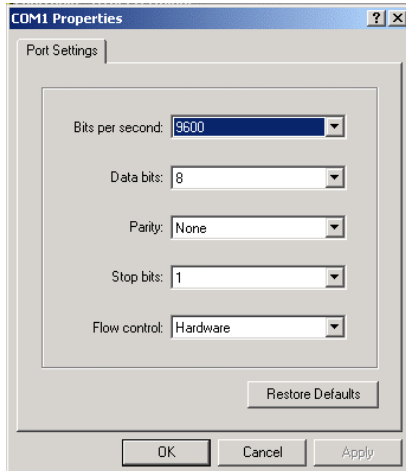 COM1 Properties
Port Settings
Bits per second: 9600
Data bits: 8
Parity: None
Stop bits: 1
Flow control: Hardware
Restore Defaults
OK Cancel Apply